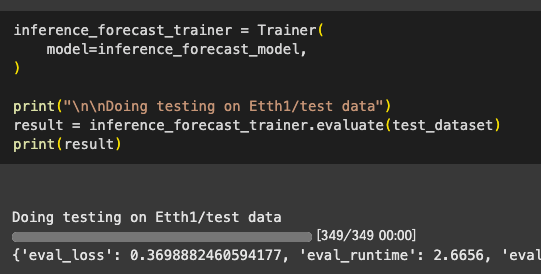 inference_forecast_trainer = Trainer(
    model=inference_forecast_model,
)
print("\n\nDoing testing on Etth1/test data")
result = inference_forecast_trainer.evaluate(test_dataset)
print(result)
Doing testing on Etth1/test data
[349/349 00:00]
{'eval_loss': 0.3698882460594177, 'eval_runtime': 2.6656, 'eval